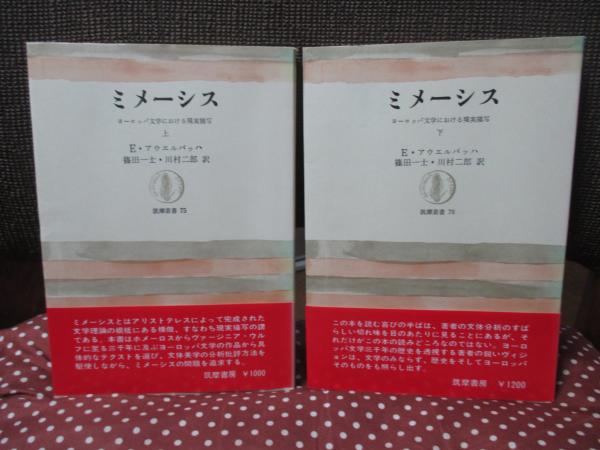 ミメーシス
ヨーロッパ文学における現実描写
上
E・アウエルバッハ
篠田一士・川村二郎 訳
筑摩叢書 75
ミメーシスとはアリストテレスによって完成された
文学理論の根柢にある模倣、すなわち現実描写の謂
である。本書はホメーロスからヴァージニア・ウル
フに至る三千年に及ぶヨーロッパ文学の作品から具
体的なテクストを選び、文体美学の分析批評方法を
駆使しながら、ミメーシスの問題を追求する。
筑摩書房 ¥1000
ミメーシス
ヨーロッパ文学における現実描写
下
E・アウエルバッハ
篠田一士・川村二郎 訳
筑摩叢書
この本を読む喜びの半ばは、著者の文体分析のすば
らしい切れ味を目のあたりに見ることにあるが、そ
れだけがこの本の読みどころなのではない。ヨーロ
ッパ文学三千年の歴史を透視する著者の鋭いヴィジ
ョンは、文学のみならず、歴史をそしてヨーロッパ
そのものをも照らし出す。
筑摩書房 ¥1200